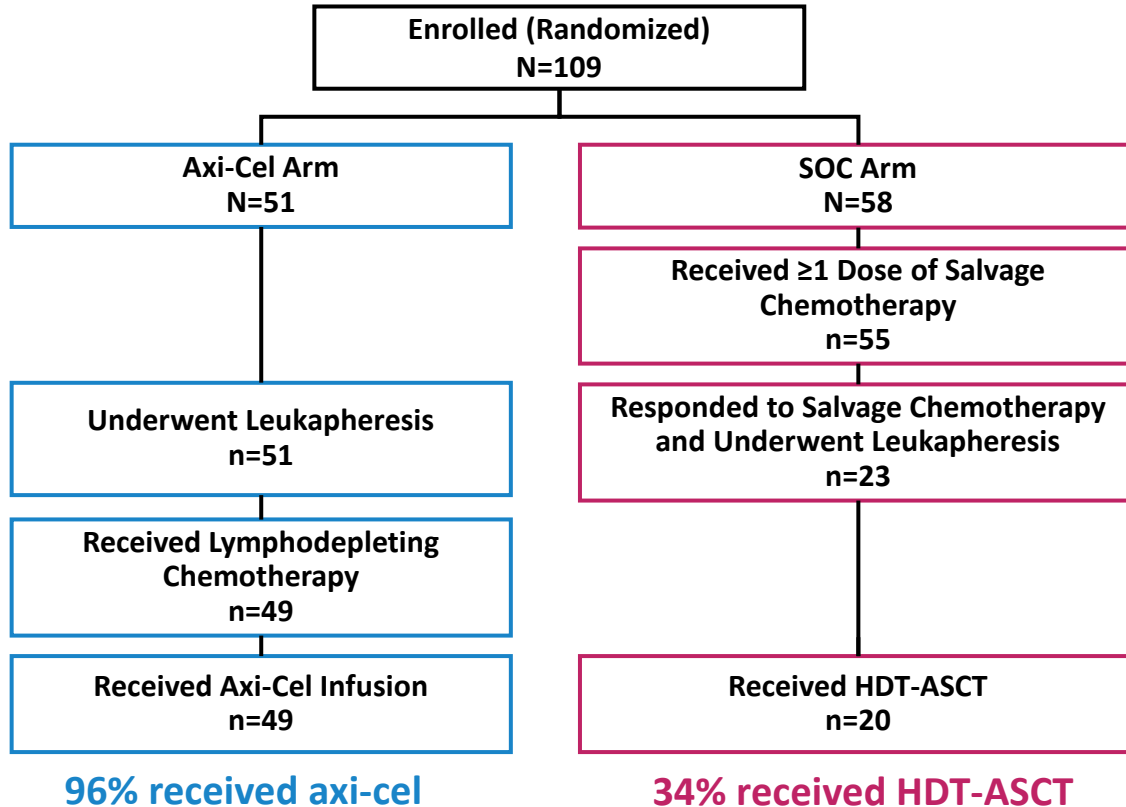 Enrolled (Randomized)
N=109
Axi-Cel Arm
N=51
SOC Arm
N=58
Received ≥1 Dose of Salvage
Chemotherapy
n=55
Underwent Leukapheresis
n=51
Responded to Salvage Chemotherapy
and Underwent Leukapheresis
n=23
Received Lymphodepleting
Chemotherapy
n=49
Received Axi-Cel Infusion
n=49
Received HDT-ASCT
n=20
96% received axi-cel
34% received HDT-ASCT